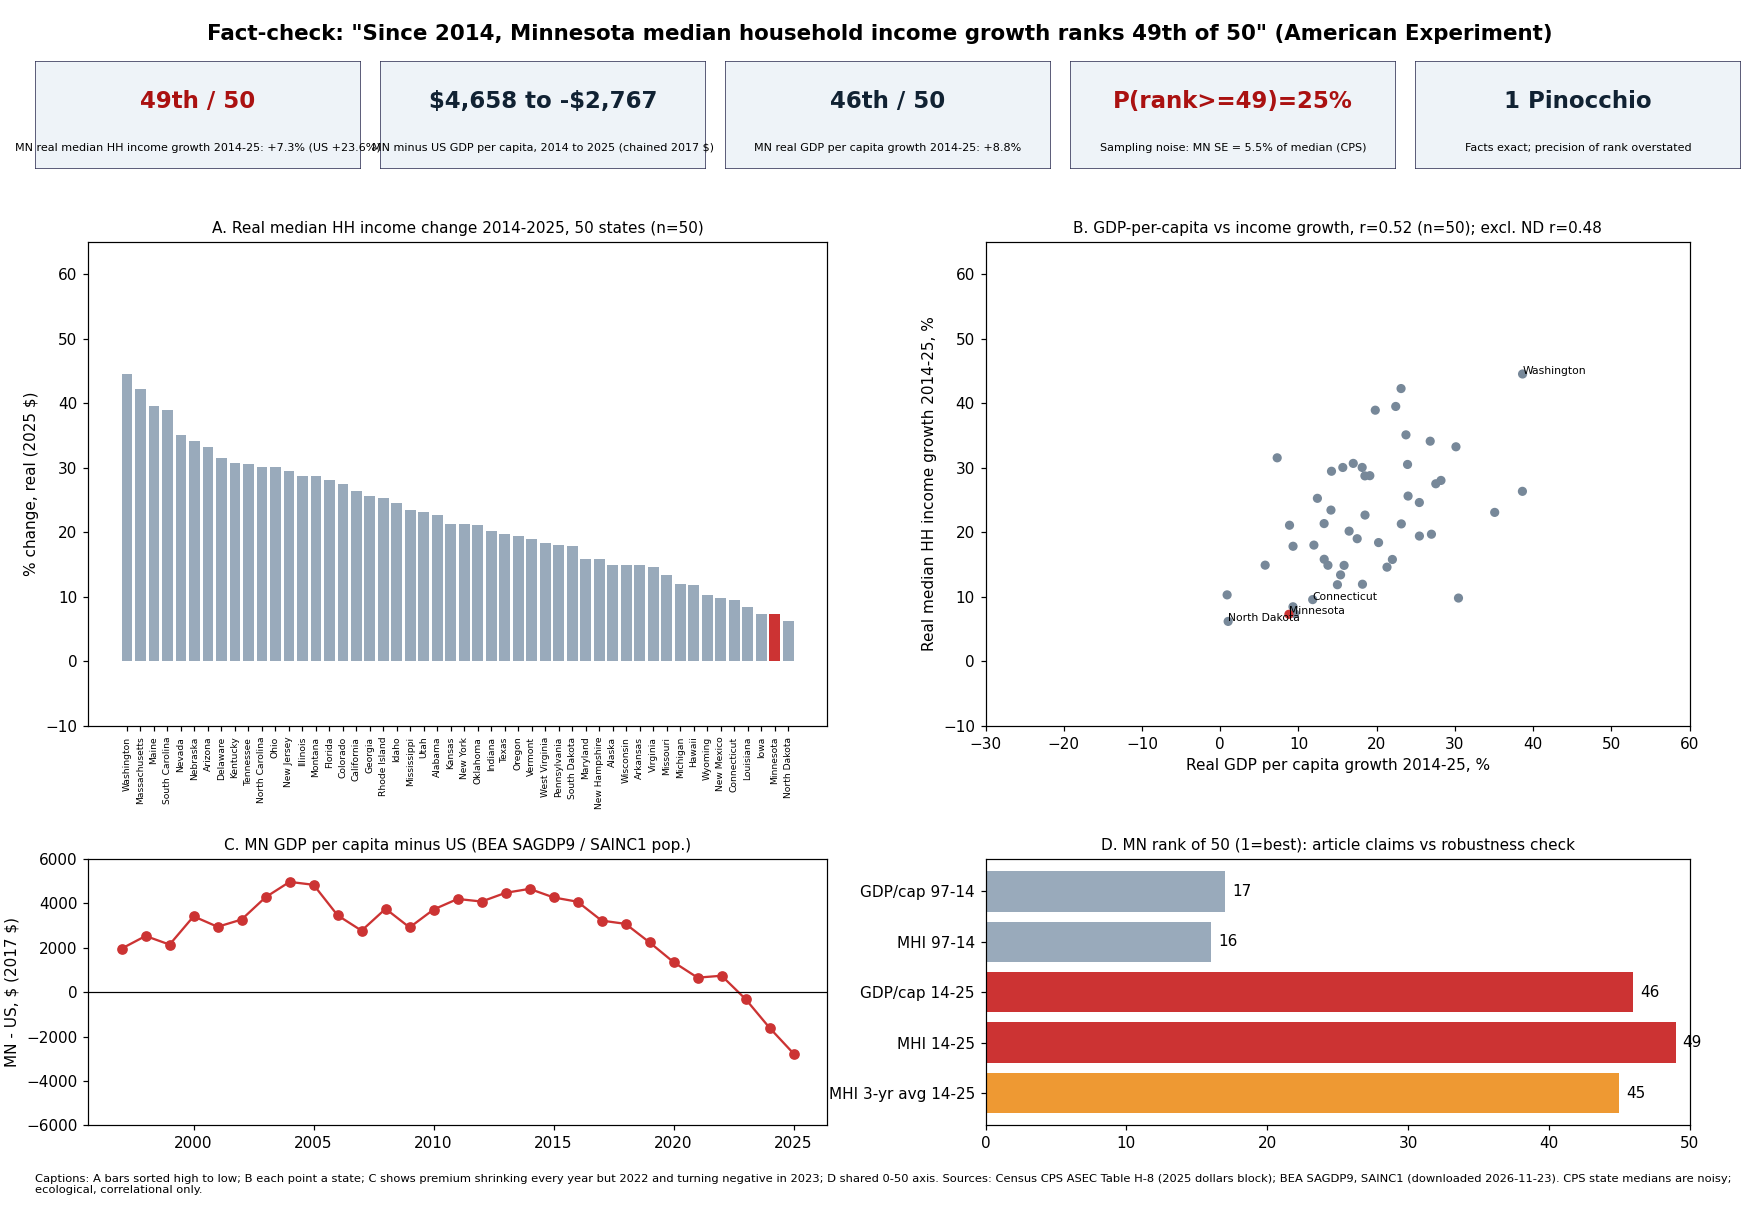 Fact-check: "Since 2014, Minnesota median household income growth ranks 49th of 50" (American Experiment)
49th / 50
MN real median HH income growth 2014-25: +7.3% (US +23.6%)
$4,658 to -$2,767
MN minus US GDP per capita, 2014 to 2025 (chained 2017 $)
46th / 50
MN real GDP per capita growth 2014-25: +8.8%
P(rank>=49)=25%
Sampling noise: MN SE = 5.5% of median (CPS)
1 Pinocchio
Facts exact; precision of rank overstated
A. Real median HH income change 2014-2025, 50 states (n=50)
% change, real (2025 $)
60
50
40
30
20
10
0
−10
Washington
Massachusetts
Maine
South Carolina
Nevada
Nebraska
Arizona
Delaware
Kentucky
Tennessee
North Carolina
Ohio
New Jersey
Illinois
Montana
Florida
Colorado
California
Georgia
Rhode Island
Idaho
Mississippi
Utah
Alabama
Kansas
New York
Oklahoma
Indiana
Texas
Oregon
Vermont
West Virginia
Pennsylvania
South Dakota
Maryland
New Hampshire
Alaska
Wisconsin
Arkansas
Virginia
Missouri
Michigan
Hawaii
Wyoming
New Mexico
Connecticut
Louisiana
Iowa
Minnesota
North Dakota
B. GDP-per-capita vs income growth, r=0.52 (n=50); excl. ND r=0.48
Real median HH income growth 2014-25, %
60
50
40
30
20
10
0
−10
Washington
Connecticut
Minnesota
North Dakota
−30 −20 −10 0 10 20 30 40 50 60
Real GDP per capita growth 2014-25, %
C. MN GDP per capita minus US (BEA SAGDP9 / SAINC1 pop.)
MN - US, $ (2017 $)
6000
4000
2000
0
−2000
−4000
−6000
2000 2005 2010 2015 2020 2025
D. MN rank of 50 (1=best): article claims vs robustness check
GDP/cap 97-14 17
MHI 97-14 16
GDP/cap 14-25 46
MHI 14-25 49
MHI 3-yr avg 14-25 45
0 10 20 30 40 50
Captions: A bars sorted high to low; B each point a state; C shows premium shrinking every year but 2022 and turning negative in 2023; D shared 0-50 axis. Sources: Census CPS ASEC Table H-8 (2025 dollars block); BEA SAGDP9, SAINC1 (downloaded 2026-11-23). CPS state medians are noisy;
ecological, correlational only.